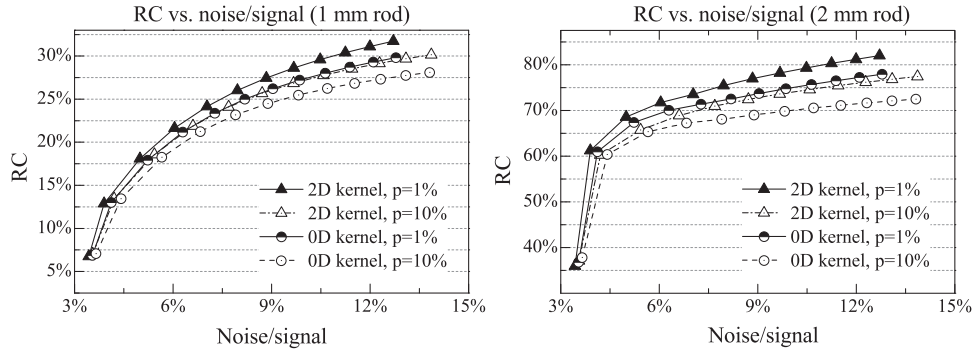 RC vs. noise/signal (1 mm rod)
30%
25%
20%
15%
10%
5%
RC
2D kernel, p=1%
2D kernel, p=10%
0D kernel, p=1%
0D kernel, p=10%
3% 6% 9% 12% 15%
Noise/signal
RC vs. noise/signal (2 mm rod)
80%
70%
60%
50%
40%
RC
2D kernel, p=1%
2D kernel, p=10%
0D kernel, p=1%
0D kernel, p=10%
3% 6% 9% 12% 15%
Noise/signal